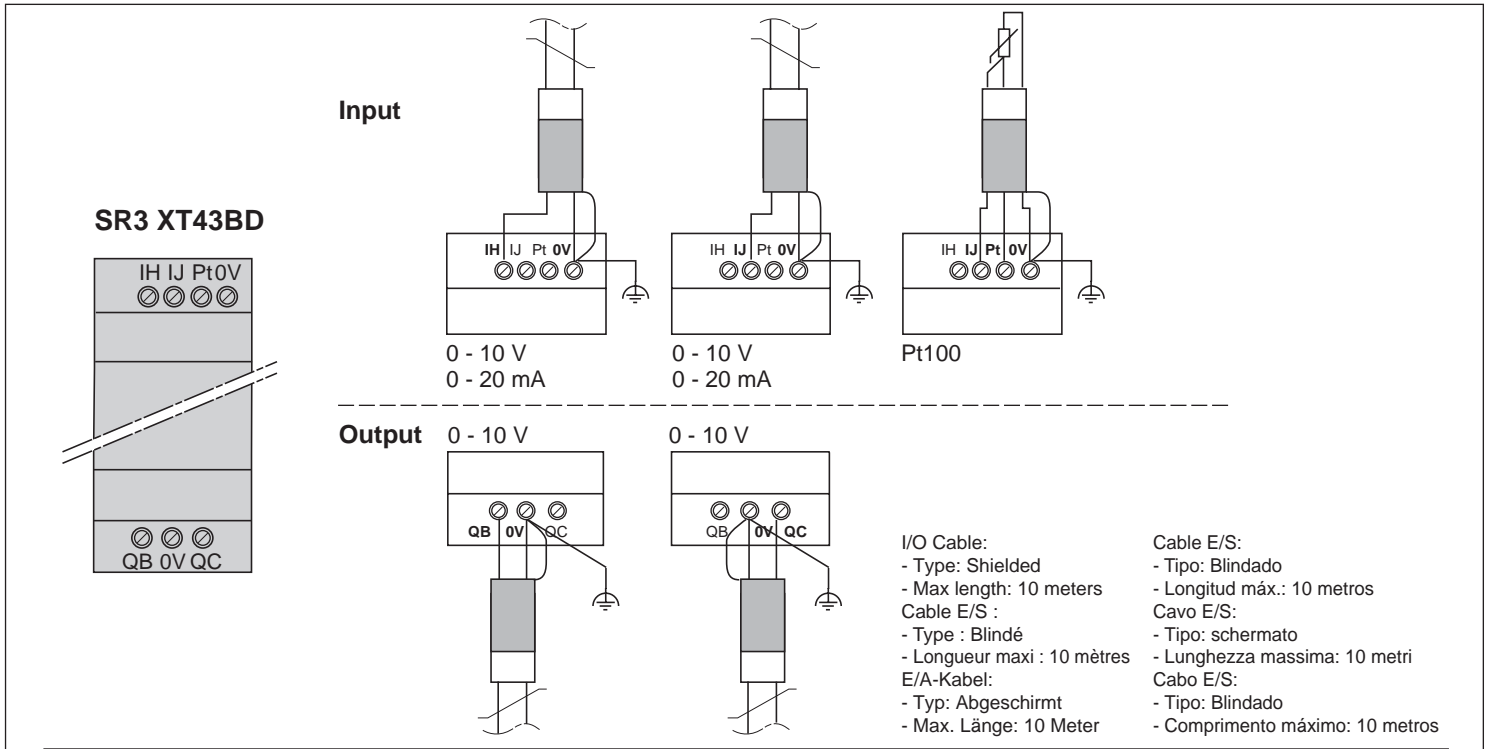 Input
SR3 XT43BD
IH IJ Pt 0V
QB 0V QC
IH IJ Pt 0V
0 - 10 V
0 - 20 mA
IH IJ Pt 0V
0 - 10 V
0 - 20 mA
IH IJ Pt 0V
Pt100
Output
0 - 10 V
QB 0V QC
0 - 10 V
QB 0V QC
I/O Cable:
- Type: Shielded
- Max length: 10 meters
Cable E/S :
- Type : Blindé
- Longueur maxi : 10 mètres
E/A-Kabel:
- Typ: Abgeschirmt
- Max. Länge: 10 Meter
Cable E/S:
- Tipo: Blindado
- Longitud máx.: 10 metros
Cavo E/S:
- Tipo: schermato
- Lunghezza massima: 10 metri
Cabo E/S:
- Tipo: Blindado
- Comprimento máximo: 10 metros